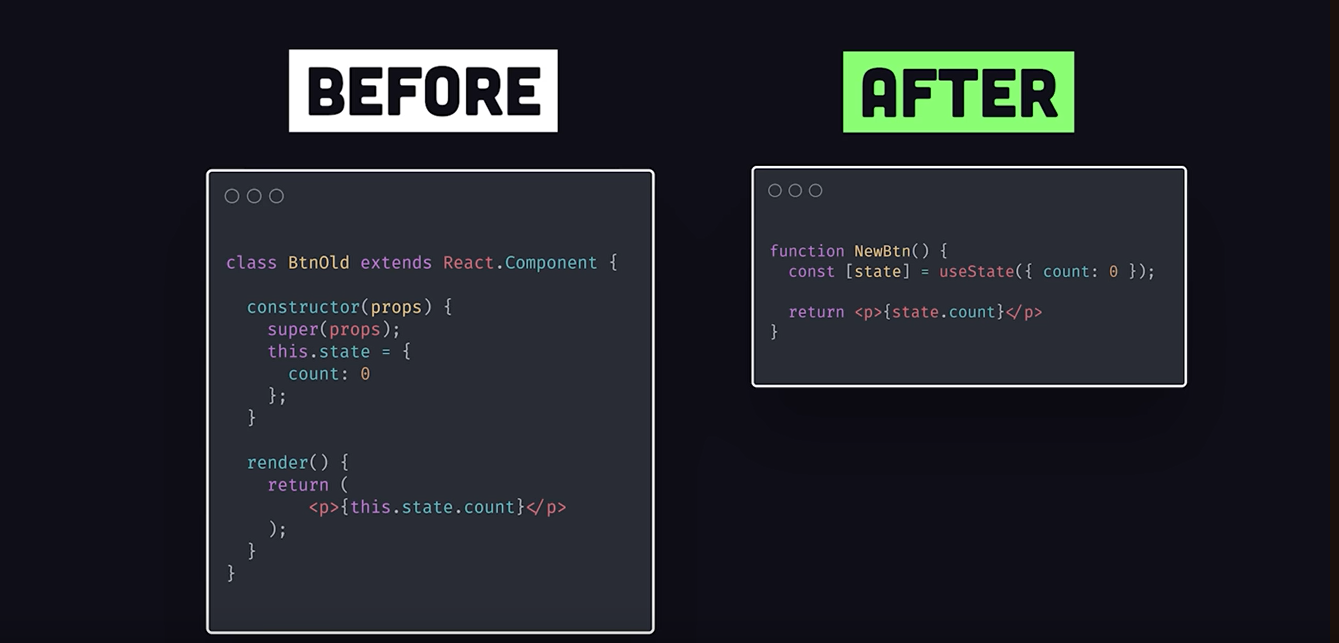 BEFORE
class BtnOld extends React.Component {
constructor(props) {
super(props);
this.state = {
count: 0
};
}
render() {
return (
<p>{this.state.count}</p>
);
}
}
AFTER
function NewBtn() {
const [state] = useState({ count: 0 });
return <p>{state.count}</p>
}